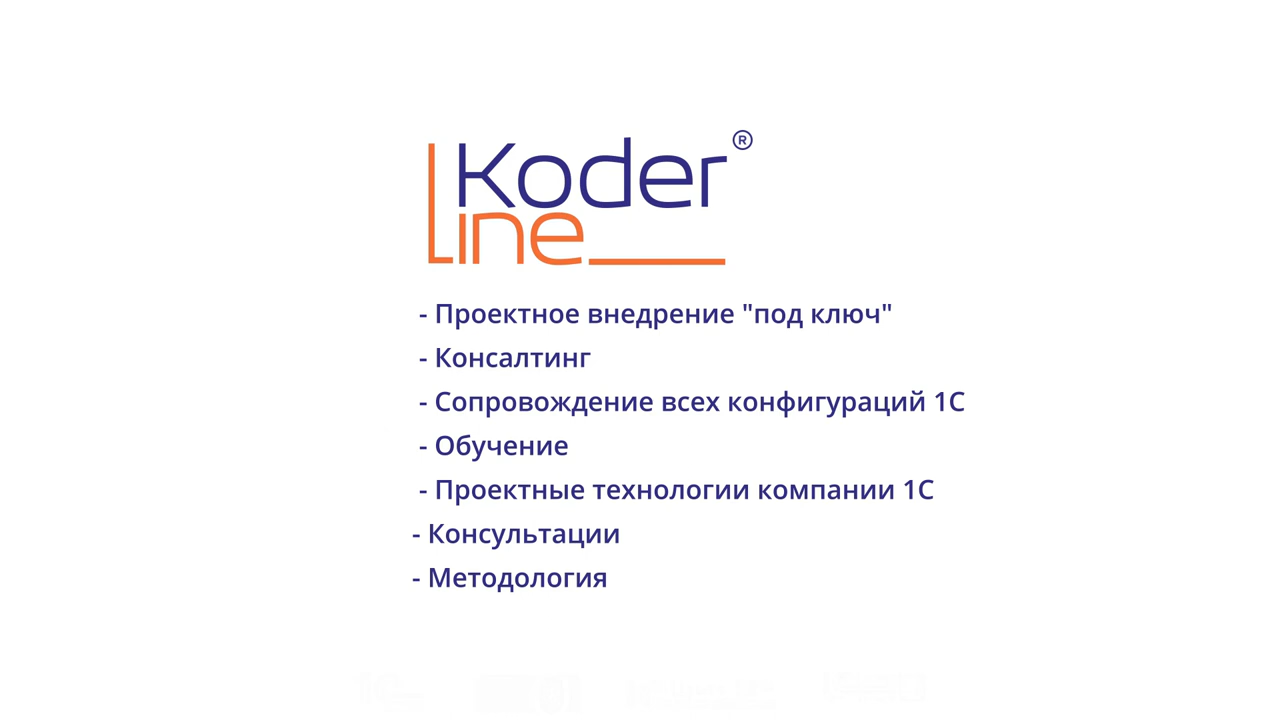 Koder ®
Line
- Проектное внедрение "под ключ"
- Консалтинг
- Сопровождение всех конфигураций 1С
- Обучение
- Проектные технологии компании 1С
- Консультации
- Методология